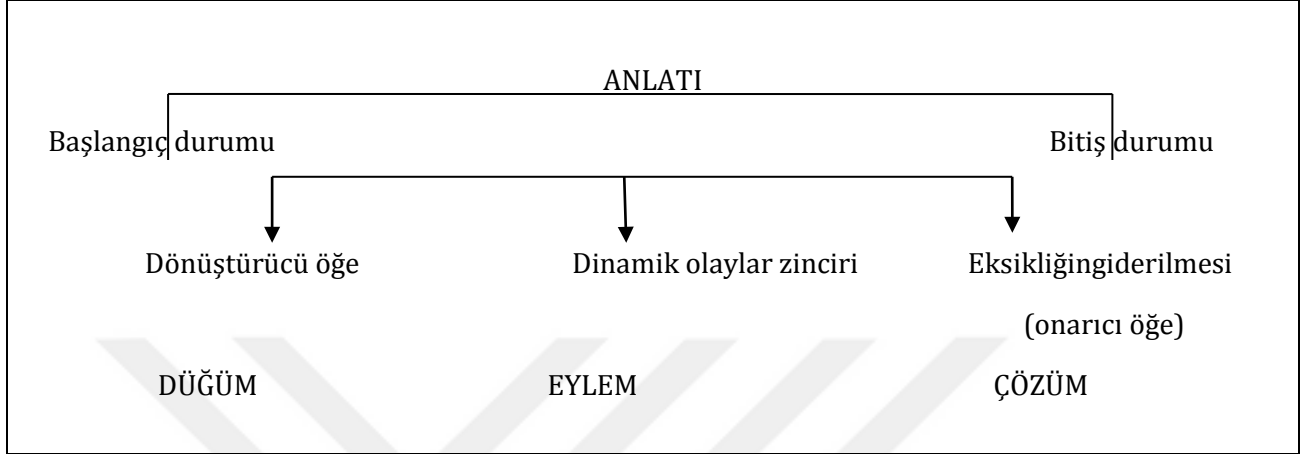 ANLATI
Başlangıç durumu Bitiş durumu
Dönüştürücü öğe Dinamik olaylar zinciri Eksikliğingiderilmesi
(onarıcı öğe)
DÜĞÜM EYLEM ÇÖZÜM